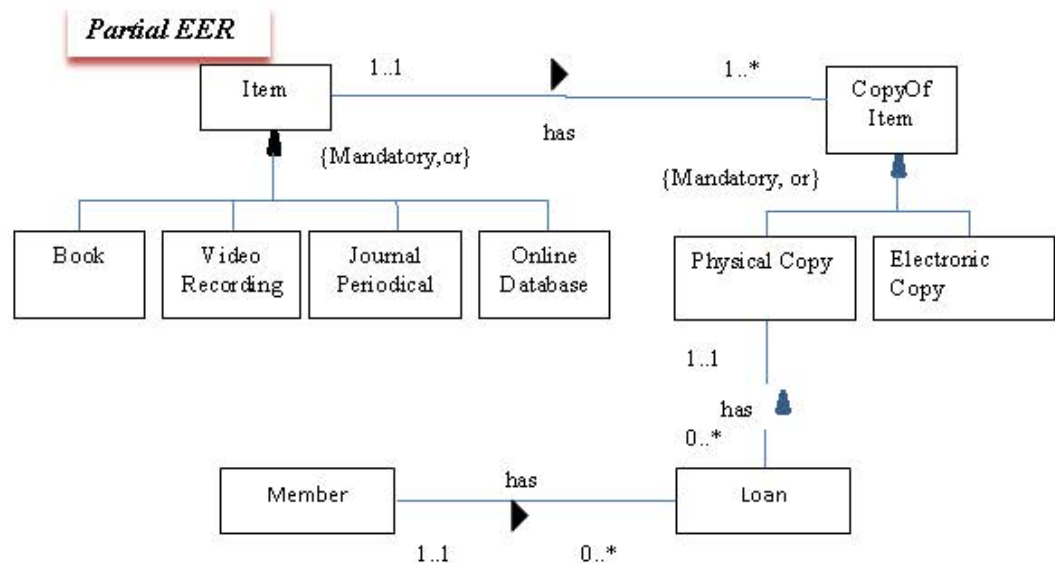 Partial EER
1..1
1..*
Item
CopyOf
Item
has
{Mandatory,or}
{Mandatory, or}
Book
Video
Recording
Journal
Periodical
Online
Database
Physical Copy
Electronic
Copy
1..1
has
0..*
Member
has
Loan
1..1
0..*